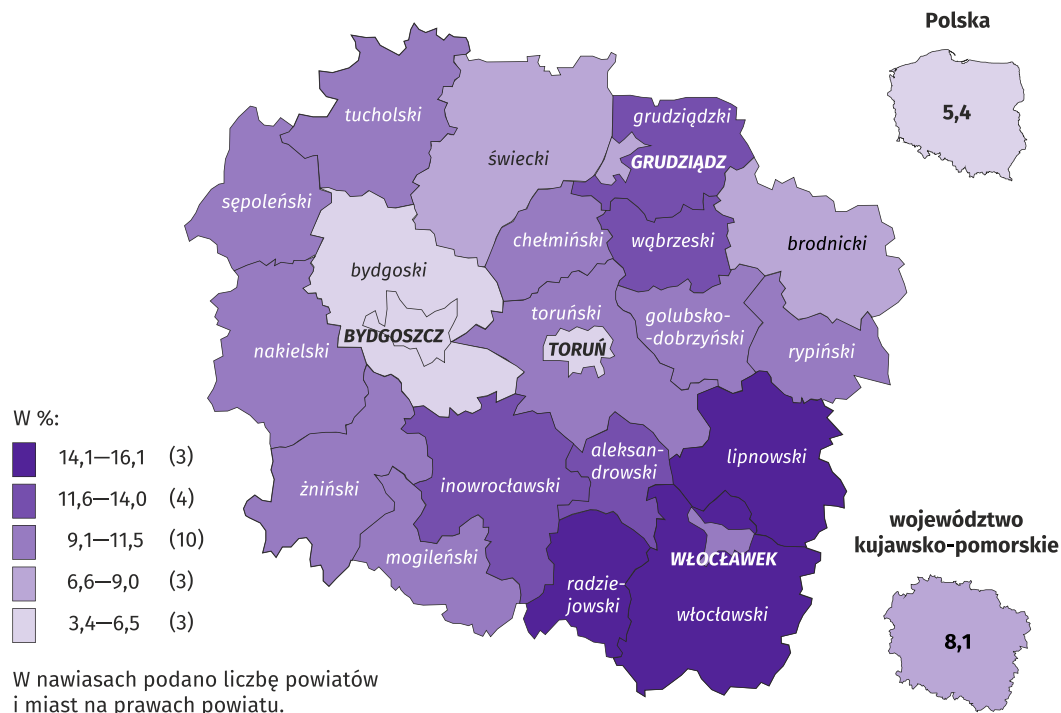 Polska
5,4
tucholski
grudziądzki
świecki
GRUDZIĄDZ
sępoleński
chełmiński
wąbrzeski
brodnicki
bydgoski
toruński
golubsko-
-dobrzyński
BYDGOSZCZ
TORUŃ
nakielski
rypiński
W %:
14,1—16,1 (3)
11,6—14,0 (4)
9,1—11,5 (10)
6,6—9,0 (3)
3,4—6,5 (3)
aleksan-
drowski
lipnowski
żniński
inowrocławski
mogileński
WŁOCŁAWEK
radzie-
jowski
włocławski
województwo
kujawsko-pomorskie
8,1
W nawiasach podano liczbę powiatów
i miast na prawach powiatu.